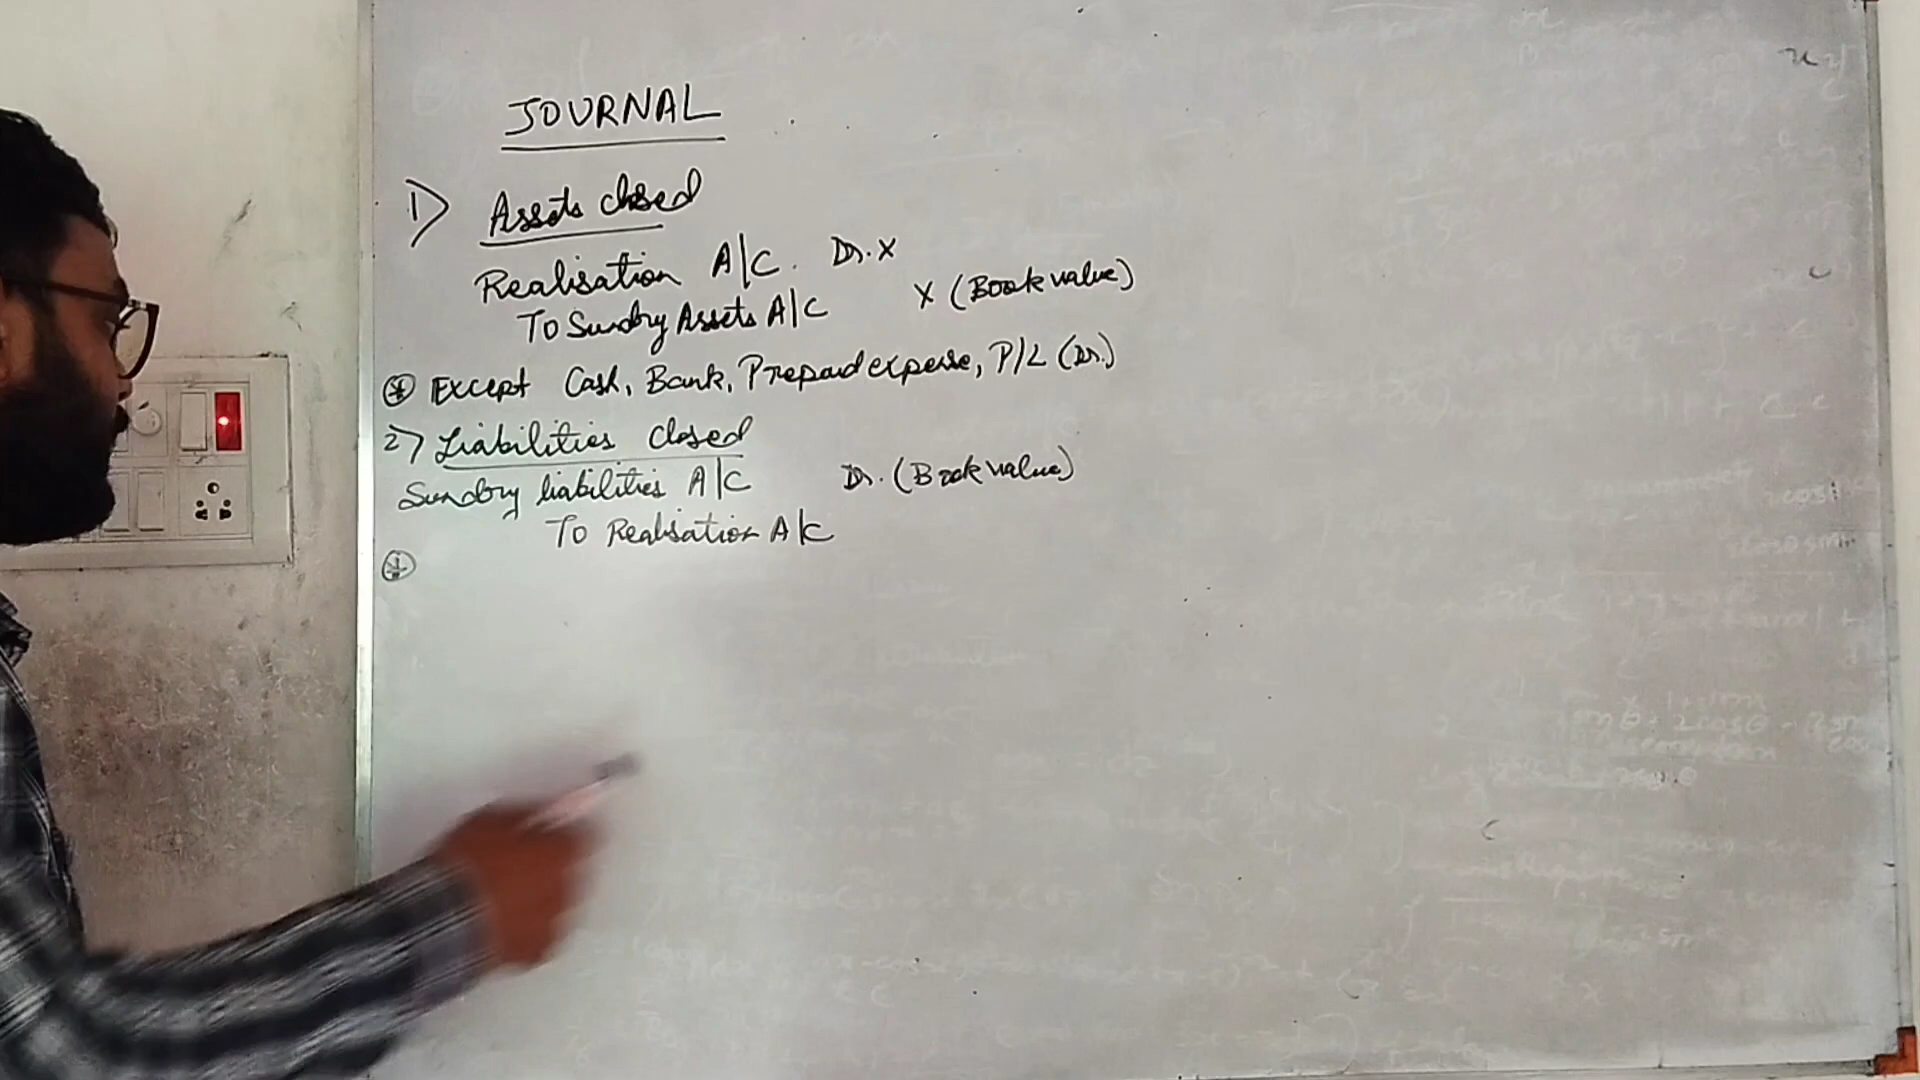 JOURNAL
1) Assets closed
Realisation A/C. Dr. X
To Sundry Assets A/C X (Book value)
* Except Cash, Bank, Prepaid expense, P/L (Dr.)
2) Liabilities closed
Sundry liabilities A/C Dr. (Book value)
To Realisation A/C